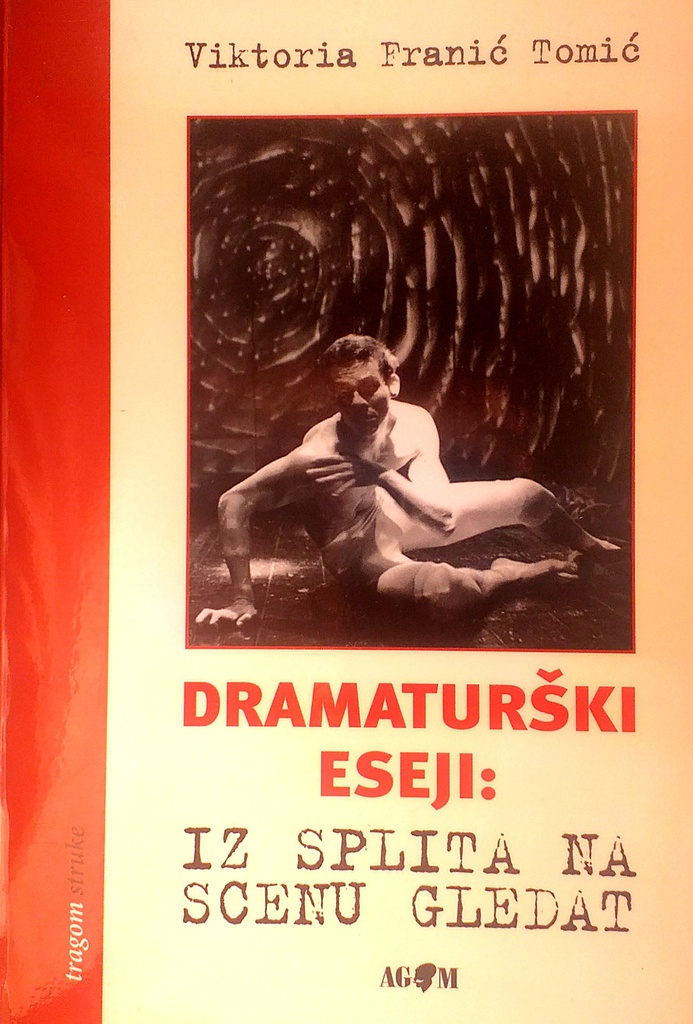 Viktoria Franić Tomić
DRAMATURŠKI
ESEJI:
IZ SPLITA NA
SCENU GLEDAT
tragom struke
AGM